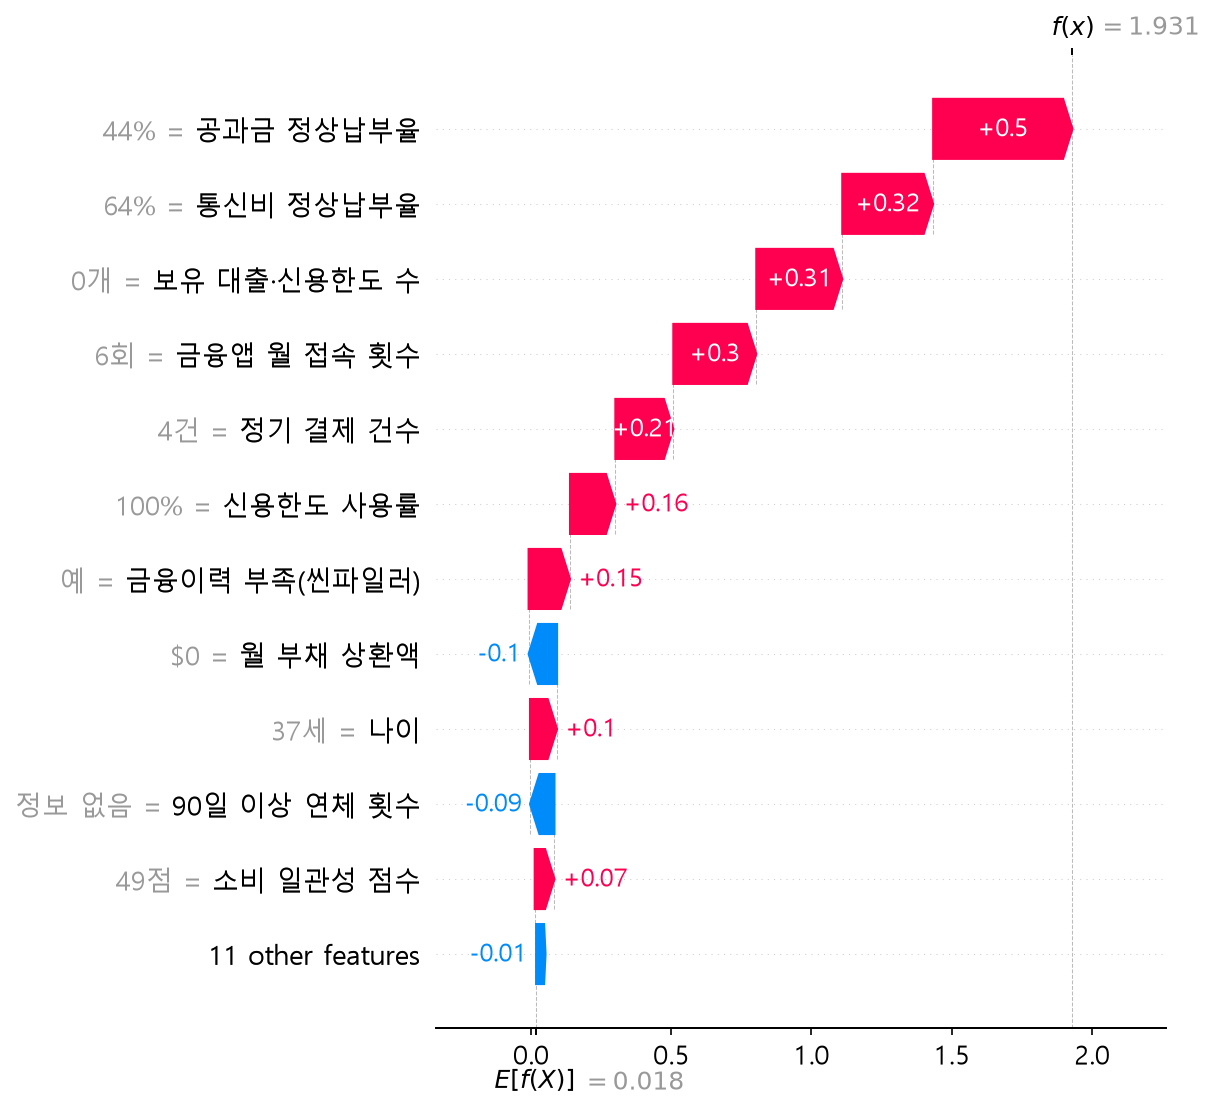 f(x) = 1.931
44% = 공과금 정상납부율
+0.5
64% = 통신비 정상납부율
+0.32
0개 = 보유 대출·신용한도 수
+0.31
6회 = 금융앱 월 접속 횟수
+0.3
4건 = 정기 결제 건수
+0.21
100% = 신용한도 사용률
+0.16
예 = 금융이력 부족(씬파일러)
+0.15
$0 = 월 부채 상환액
-0.1
37세 = 나이
+0.1
정보 없음 = 90일 이상 연체 횟수
-0.09
49점 = 소비 일관성 점수
+0.07
11 other features
-0.01
0.0 0.5 1.0 1.5 2.0
E[f(X)] = 0.018